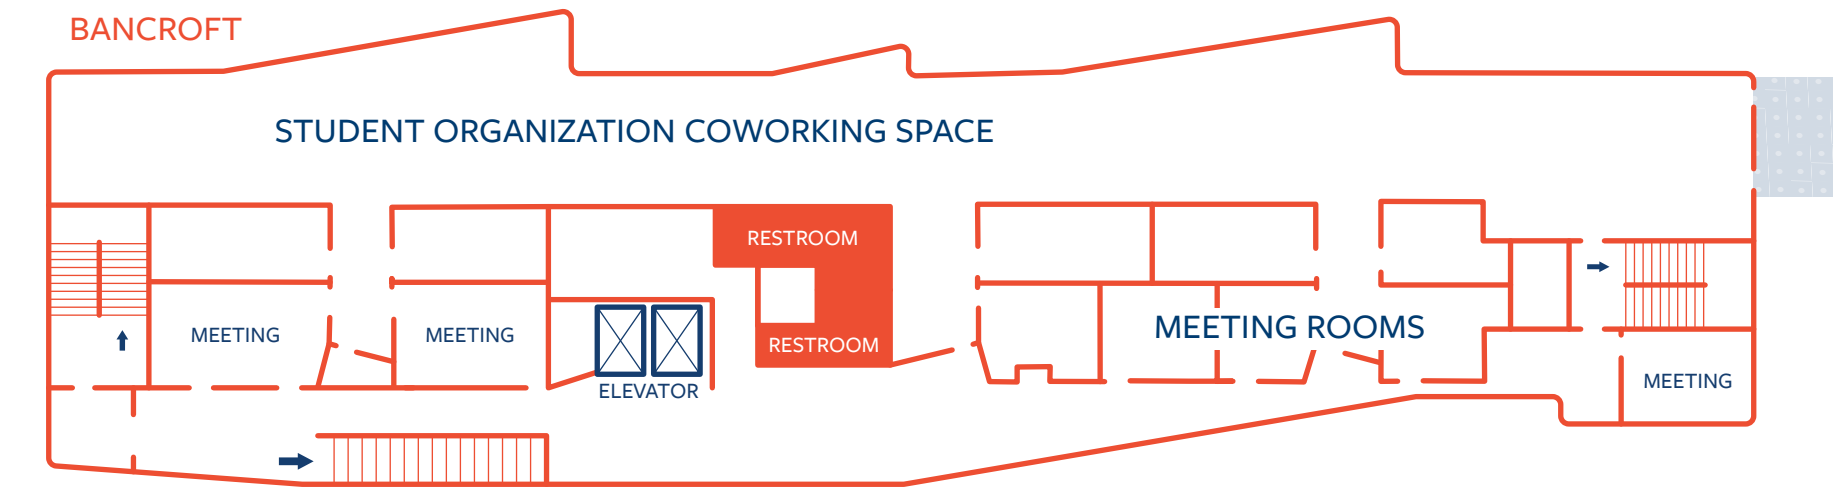 BANCROFT
STUDENT ORGANIZATION COWORKING SPACE
RESTROOM
MEETING
MEETING
RESTROOM
MEETING ROOMS
ELEVATOR
MEETING